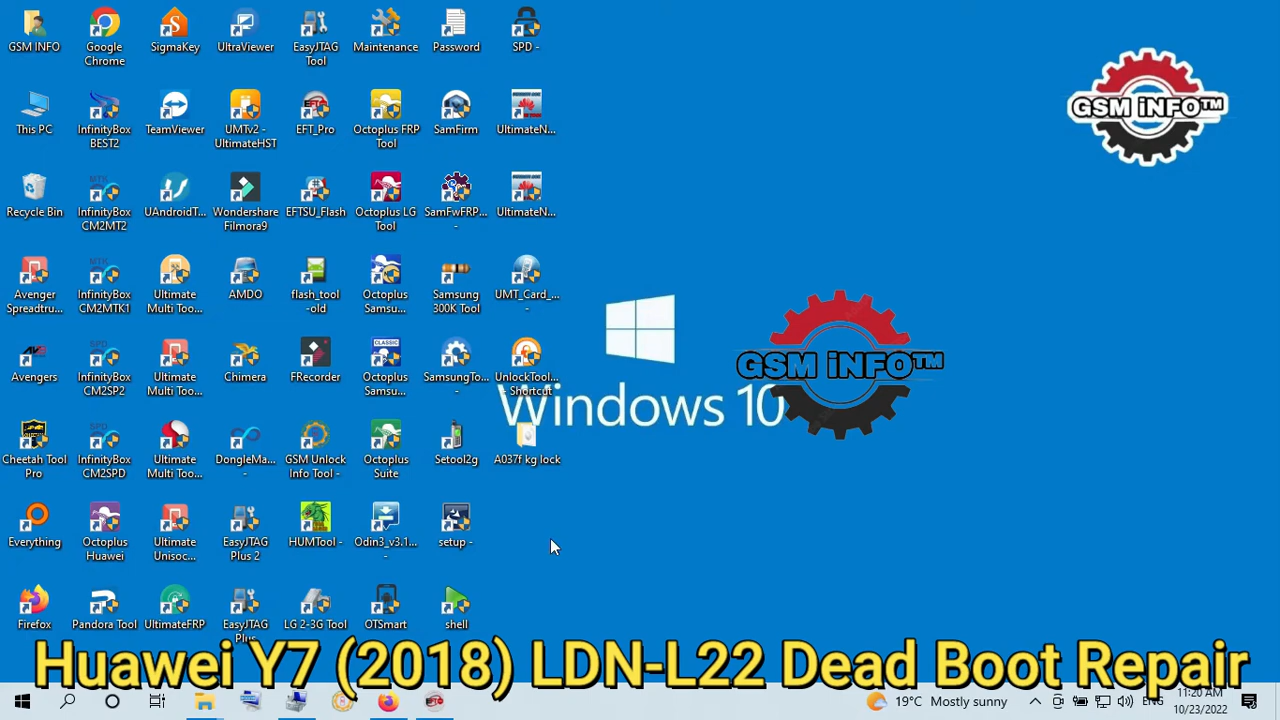 GSM INFO
Google Chrome
SigmaKey
UltraViewer
EasyJTAG Tool
Maintenance
Password
SPD -
This PC
InfinityBox BEST2
TeamViewer
UMTv2 - UltimateHST
EFT_Pro
Octoplus FRP Tool
SamFirm
UltimateN...
Recycle Bin
InfinityBox CM2MT2
UAndroidT...
Wondershare Filmora9
EFTSU_Flash
Octoplus LG Tool
SamFwFRP... -
UltimateN...
Avenger Spreadtru...
InfinityBox CM2MTK1
Ultimate Multi Too...
AMDO
flash_tool -old
Octoplus Samsu...
Samsung 300K Tool
UMT_Card_... -
Avengers
InfinityBox CM2SP2
Ultimate Multi Too...
Chimera
FRecorder
Octoplus Samsu...
SamsungTo... -
UnlockTool... - Shortcut
Cheetah Tool Pro
InfinityBox CM2SPD
Ultimate Multi Too...
DongleMa... -
GSM Unlock Info Tool -
Octoplus Suite
Setool2g
A037f kg lock
Everything
Octopus Huawei
Ultimate Unisoc...
EasyJTAG Plus 2
HUMTool -
Odin3_v3.1... -
setup -
Firefox
Pandora Tool
UltimateFRP
EasyJTAG Plus
LG 2-3G Tool
OTSmart
shell
GSM iNFO™
GSM iNFO™
Windows 10
Huawei Y7 (2018) LDN-L22 Dead Boot Repair
19°C Mostly sunny
ENG
11:20 AM
10/23/2022